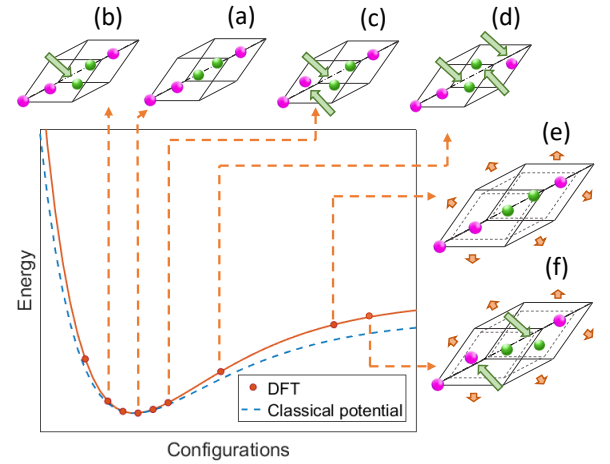 (b)
(a)
(c)
(d)
(e)
(f)
Energy
DFT
Classical potential
Configurations